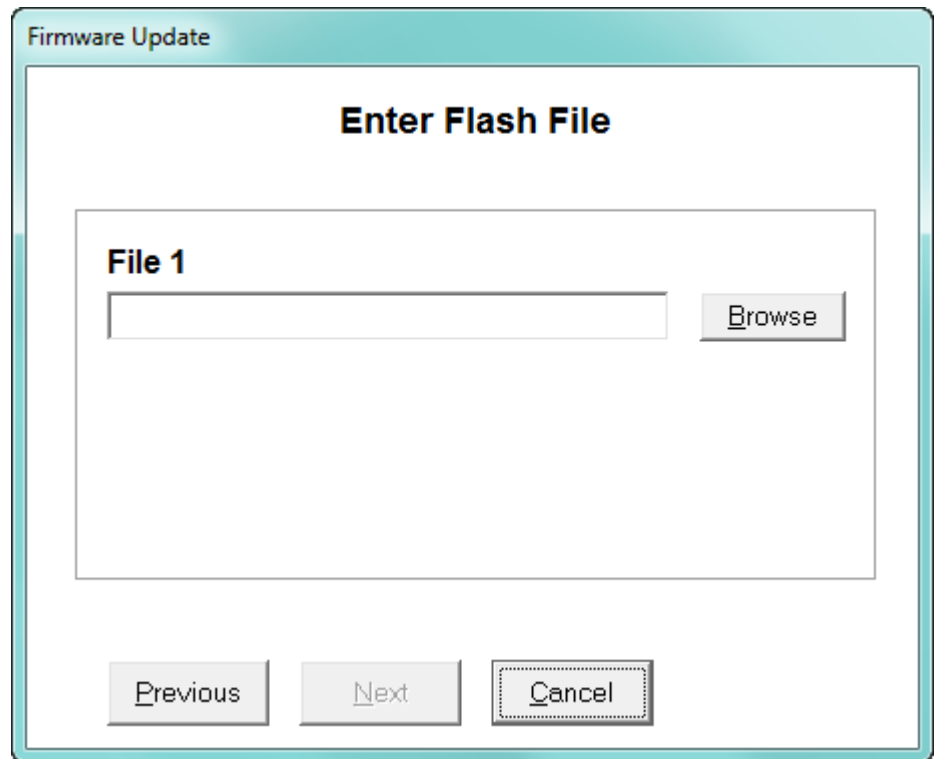 Firmware Update
Enter Flash File
File 1
Browse
Previous Next Cancel